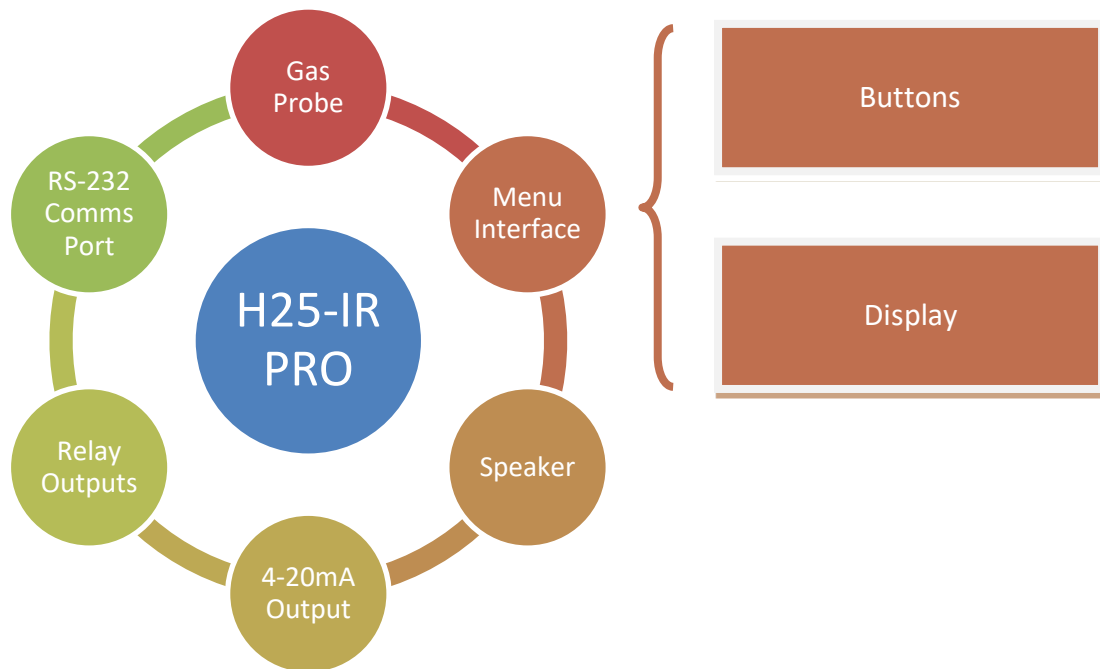 Gas
Probe
Menu
Interface
Speaker
4-20mA
Output
Relay
Outputs
RS-232
Comms
Port
H25-IR
PRO
Buttons
Display